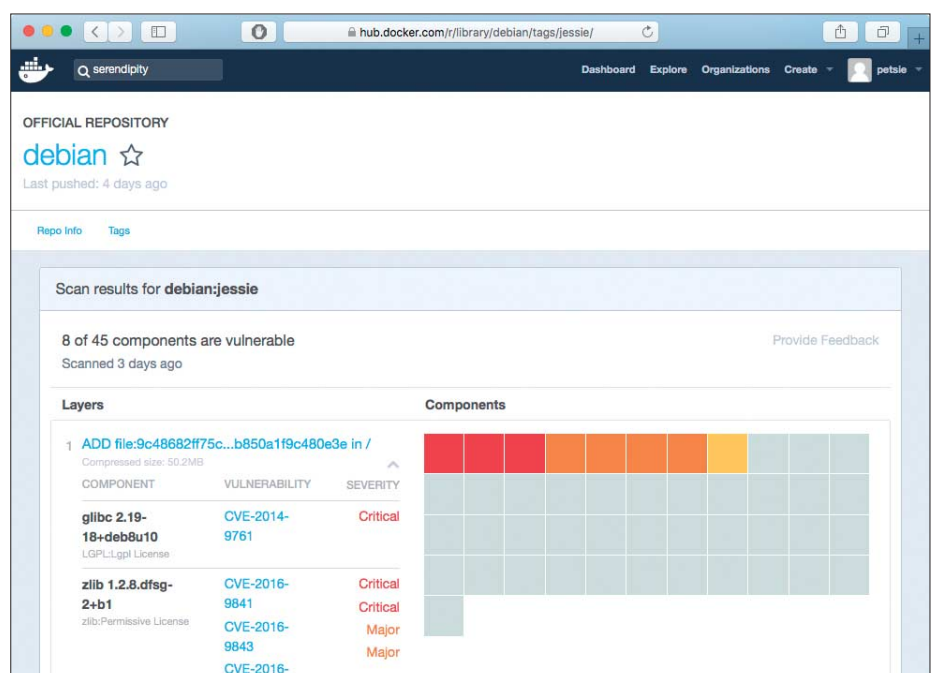 hub.docker.com/r/library/debian/tags/jessie/
serendipity
Dashboard Explore Organizations Create petsie
OFFICIAL REPOSITORY
debian
Last pushed: 4 days ago
Repo Info Tags
Scan results for debian:jessie
8 of 45 components are vulnerable
Provide Feedback
Scanned 3 days ago
Layers
Components
1 ADD file:9c48682ff75c...b850a1f9c480e3e in /
Compressed size: 50.2MB
COMPONENT VULNERABILITY SEVERITY
glibc 2.19- CVE-2014- Critical
18+deb8u10 9761
LGPL:Lgpl License
zlib 1.2.8.dfsg- CVE-2016- Critical
2+b1 9841 Critical
zlib:Permissive License CVE-2016- Major
9843 Major
CVE-2016-